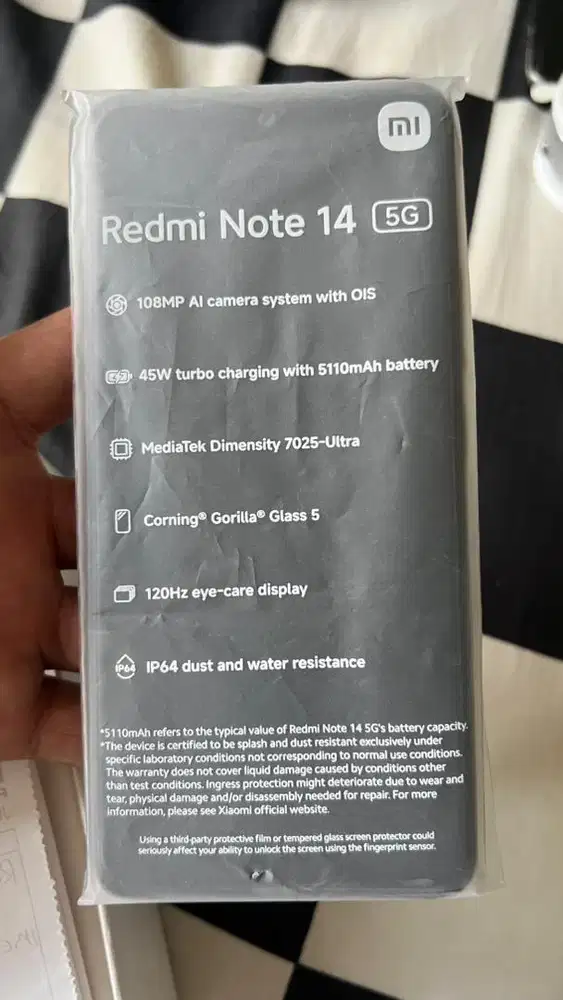 mi
Redmi Note 14 5G
108MP AI camera system with OIS
45W turbo charging with 5110mAh battery
MediaTek Dimensity 7025-Ultra
Corning® Gorilla® Glass 5
120Hz eye-care display
IP64 IP64 dust and water resistance
*5110mAh refers to the typical value of Redmi Note 14 5G's battery capacity.
*The device is certified to be splash and dust resistant exclusively under
specific laboratory conditions not corresponding to normal use conditions.
The warranty does not cover liquid damage caused by conditions other
than test conditions. Ingress protection might deteriorate due to wear and
tear, physical damage and/or disassembly needed for repair. For more
information, please see Xiaomi official website.
Using a third-party protective film or tempered glass screen protector could
seriously affect your ability to unlock the screen using the fingerprint sensor.